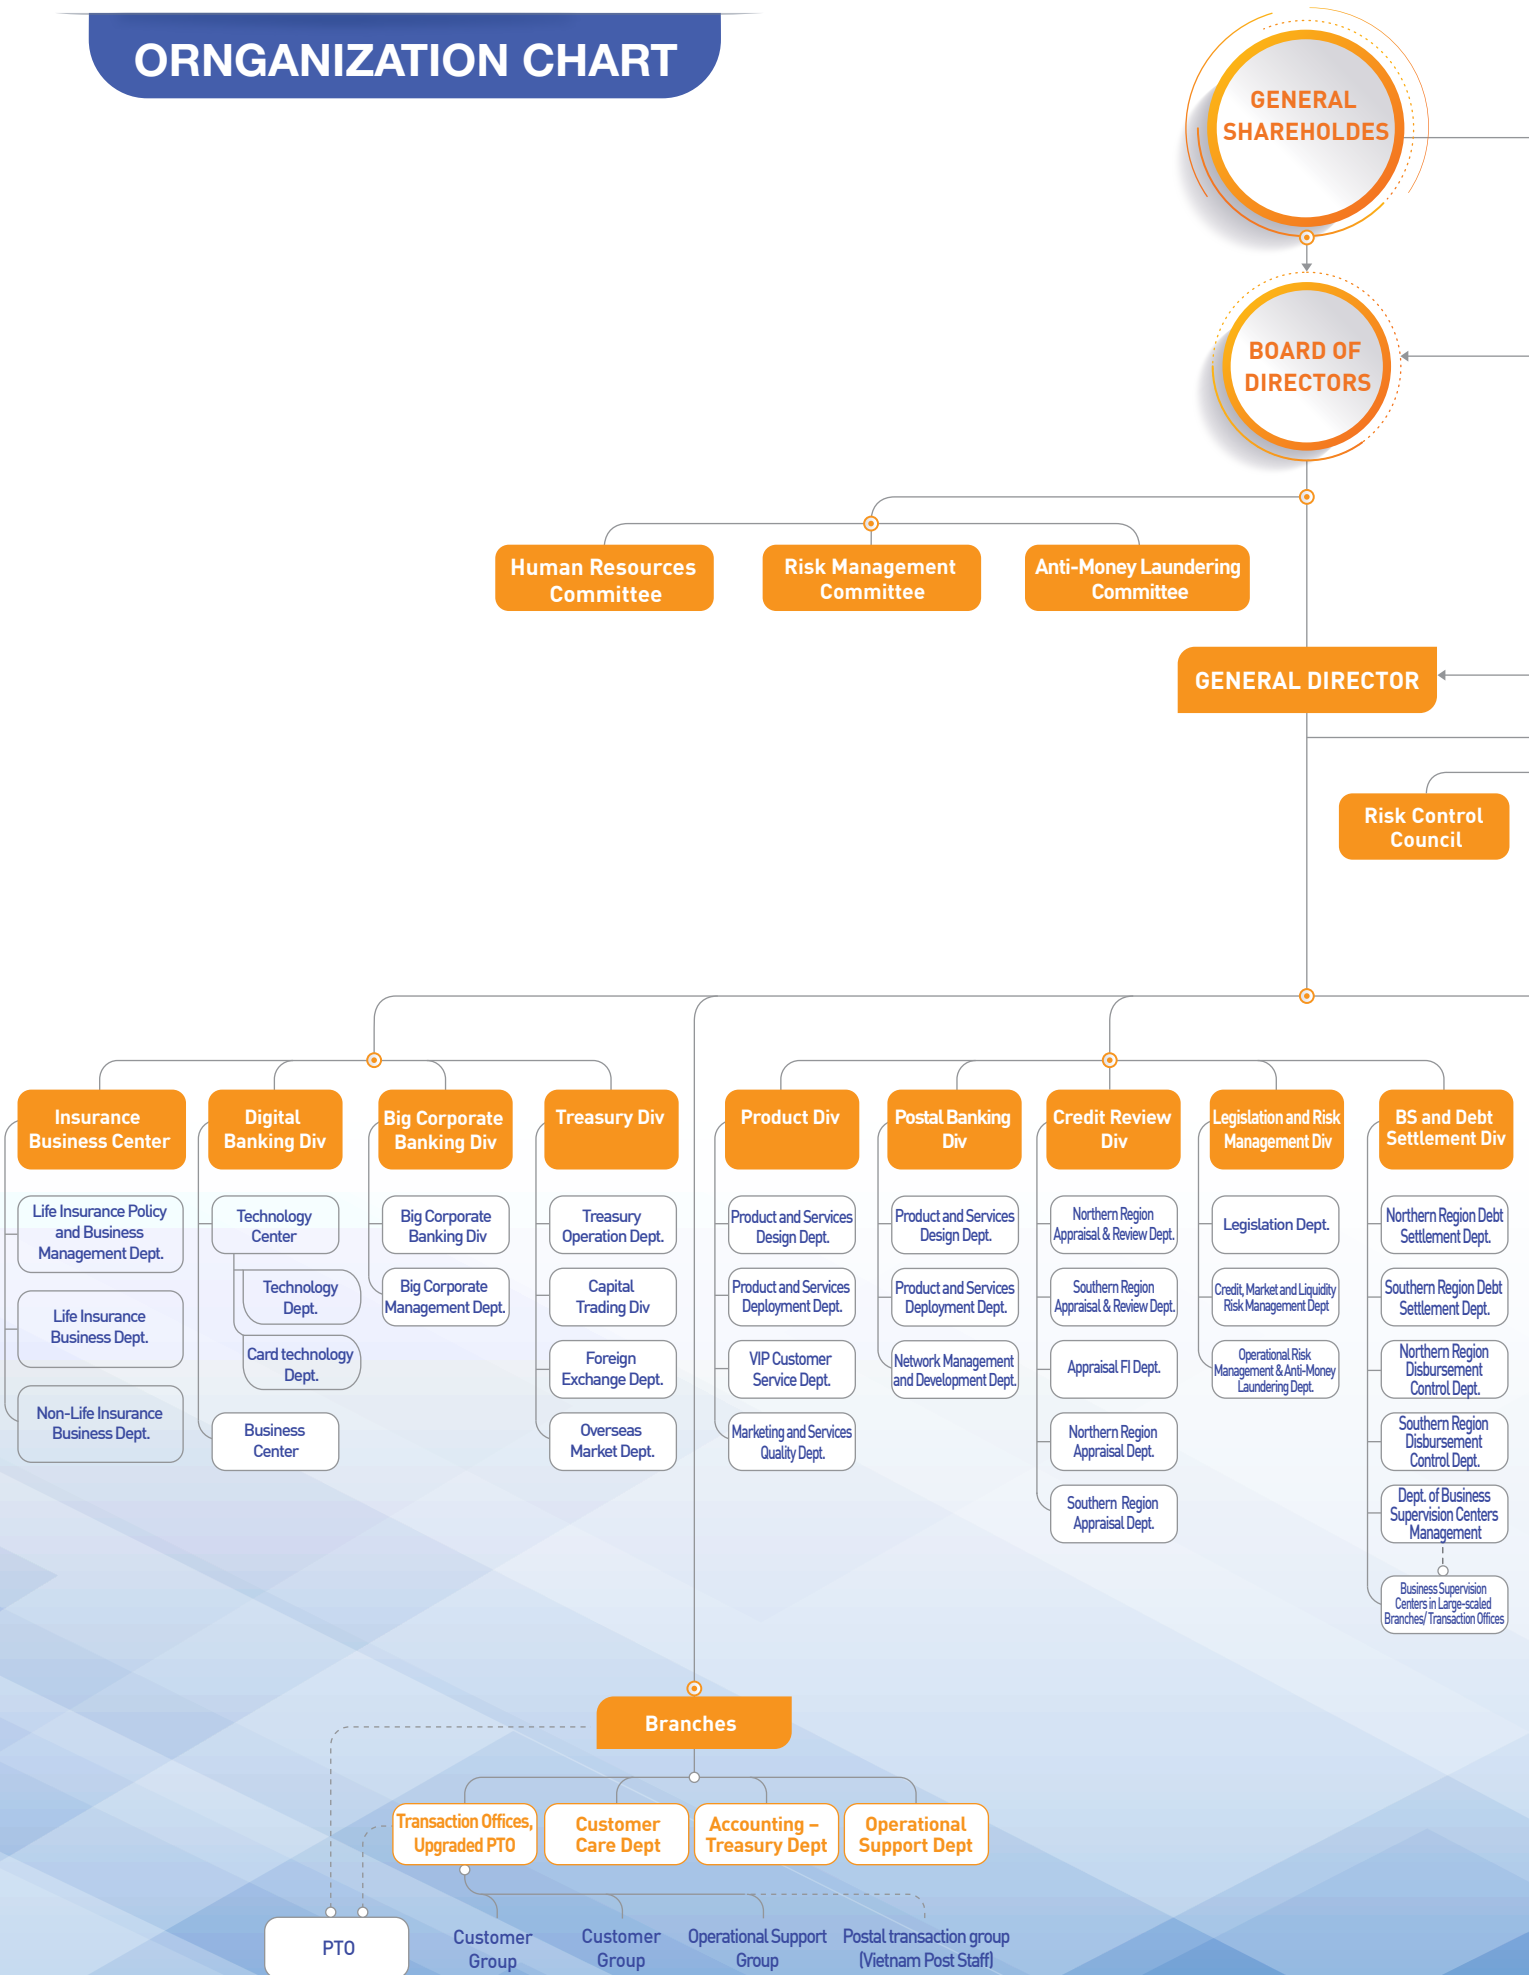 ORNGANIZATION CHART
GENERAL
SHAREHOLDES
BOARD OF
DIRECTORS
Human Resources
Committee
Risk Management
Committee
Anti-Money Laundering
Committee
GENERAL DIRECTOR
Risk Control
Council
Insurance
Business Center
Digital
Banking Div
Big Corporate
Banking Div
Treasury Div
Product Div
Postal Banking
Div
Credit Review
Div
Legislation and Risk
Management Div
BS and Debt
Settlement Div
Life Insurance Policy
and Business
Management Dept.
Life Insurance
Business Dept.
Non-Life Insurance
Business Dept.
Technology
Center
Technology
Dept.
Card technology
Dept.
Business
Center
Big Corporate
Banking Div
Big Corporate
Management Dept.
Treasury
Operation Dept.
Capital
Trading Div
Foreign
Exchange Dept.
Overseas
Market Dept.
Product and Services
Design Dept.
Product and Services
Deployment Dept.
VIP Customer
Service Dept.
Marketing and Services
Quality Dept.
Product and Services
Design Dept.
Product and Services
Deployment Dept.
Network Management
and Development Dept.
Northern Region
Appraisal & Review Dept.
Southern Region
Appraisal & Review Dept.
Appraisal FI Dept.
Northern Region
Appraisal Dept.
Southern Region
Appraisal Dept.
Legislation Dept.
Credit, Market and Liquidity
Risk Management Dept
Operational Risk
Management & Anti-Money
Laundering Dept.
Northern Region Debt
Settlement Dept.
Southern Region Debt
Settlement Dept.
Northern Region
Disbursement
Control Dept.
Southern Region
Disbursement
Control Dept.
Dept. of Business
Supervision Centers
Management
Business Supervision
Centers in Large-scaled
Branches/ Transaction Offices
Branches
Transaction Offices,
Upgraded PTO
Customer
Care Dept
Accounting –
Treasury Dept
Operational
Support Dept
PTO
Customer
Group
Customer
Group
Operational Support
Group
Postal transaction group
(Vietnam Post Staff)